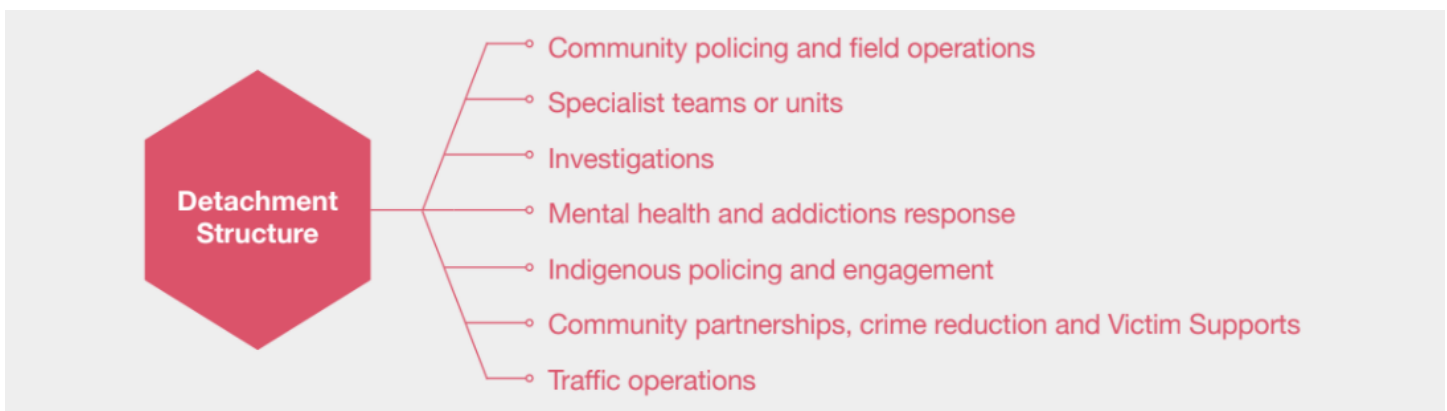 Detachment
Structure
Community policing and field operations
Specialist teams or units
Investigations
Mental health and addictions response
Indigenous policing and engagement
Community partnerships, crime reduction and Victim Supports
Traffic operations